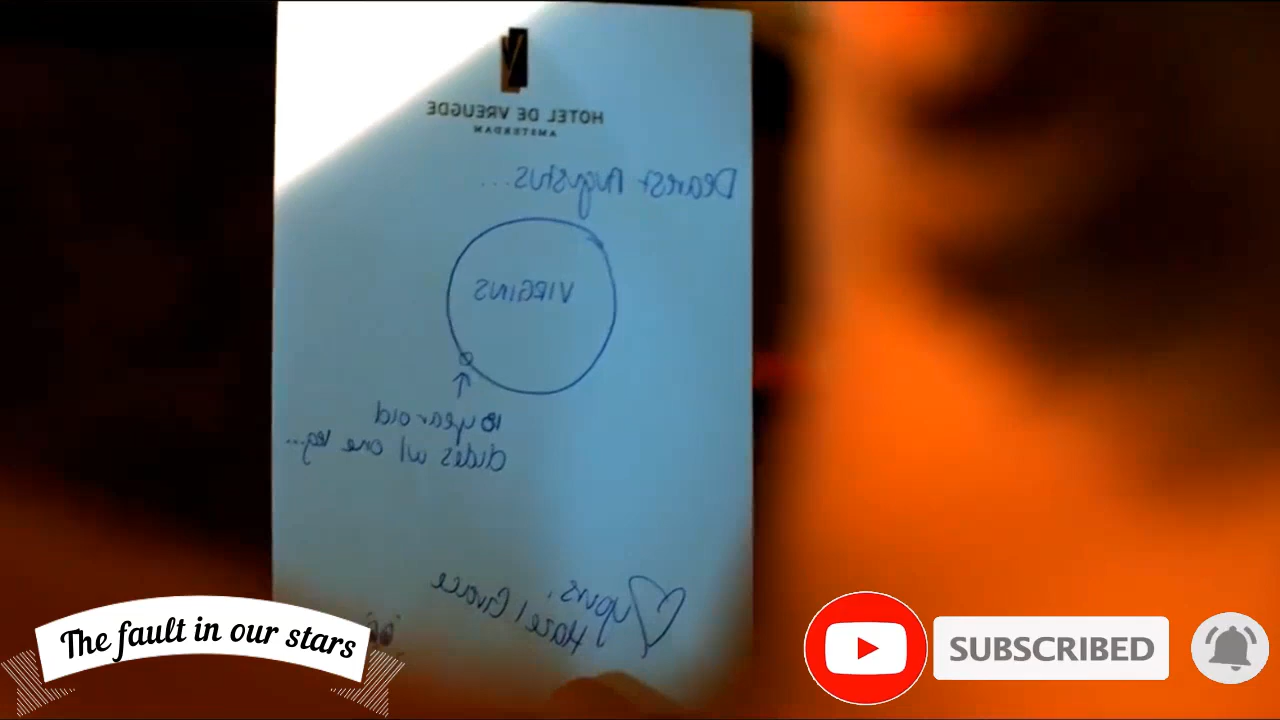 HOTEL DE VREUGDE
AMSTERDAM
Dearest Augustus...
VIRGINS
18 year old
dudes w/ one leg...
yours,
Hazel Grace
The fault in our stars
SUBSCRIBED